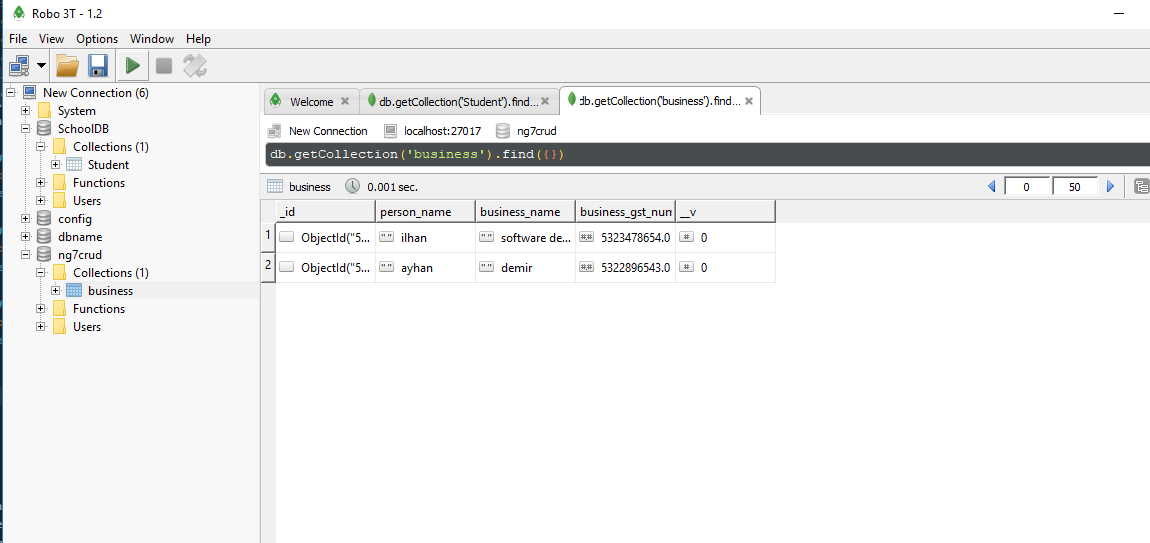 Robo 3T - 1.2
File View Options Window Help
New Connection (6)
System
SchoolDB
Collections (1)
Student
Functions
Users
config
dbname
ng7crud
Collections (1)
business
Functions
Users
Welcome db.getCollection('Student').find... db.getCollection('business').find...
New Connection localhost:27017 ng7crud
db.getCollection('business').find({})
business 0.001 sec. 0 50
_id person_name business_name business_gst_num __v
1 ObjectId("5... "" ilhan "" software de... ## 5323478654.0 # 0
2 ObjectId("5... "" ayhan "" demir ## 5322896543.0 # 0